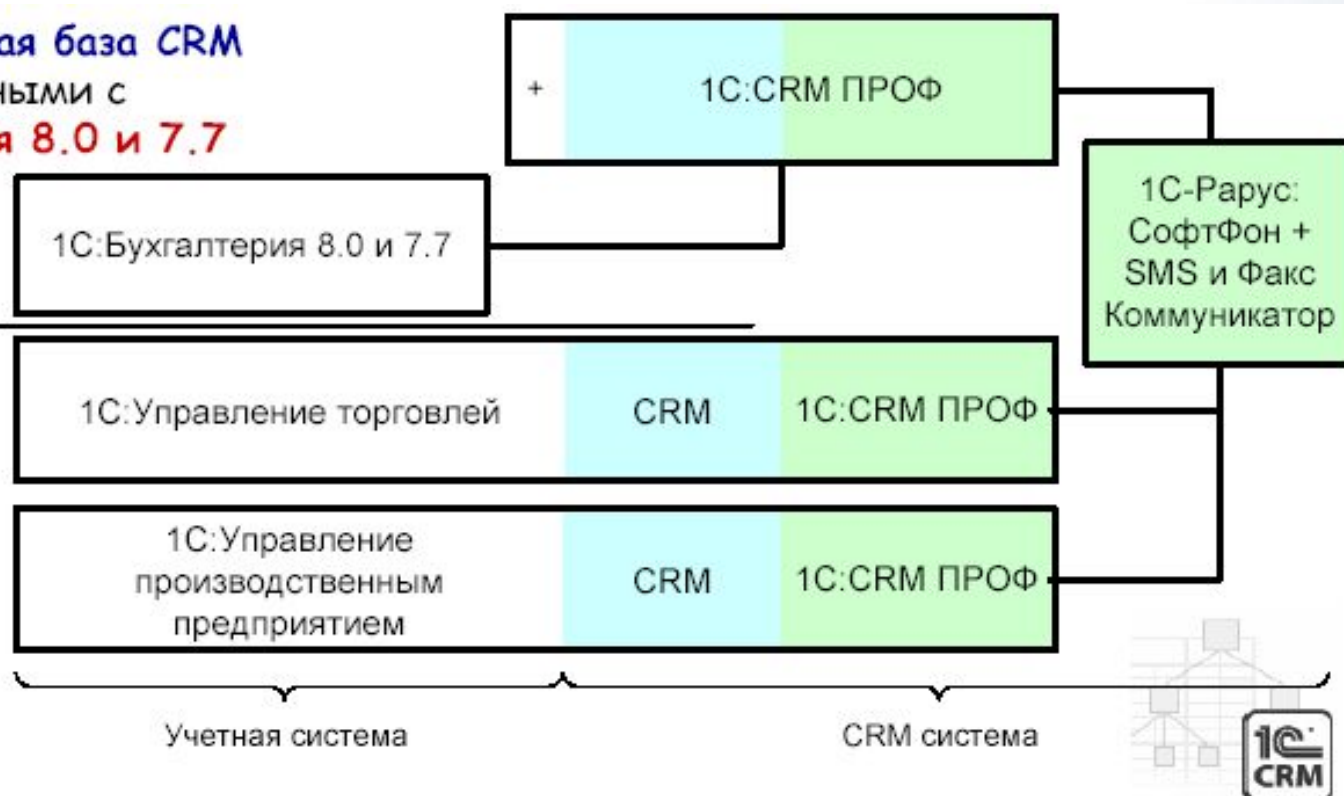 ая база CRM
ными с
я 8.0 и 7.7
+ 1С:CRM ПРОФ
1С:Бухгалтерия 8.0 и 7.7
1С-Рарус:
СофтФон +
SMS и Факс
Коммуникатор
1С:Управление торговлей CRM 1С:CRM ПРОФ
1С:Управление
производственным
предприятием
CRM 1С:CRM ПРОФ
Учетная система CRM система
1С
CRM